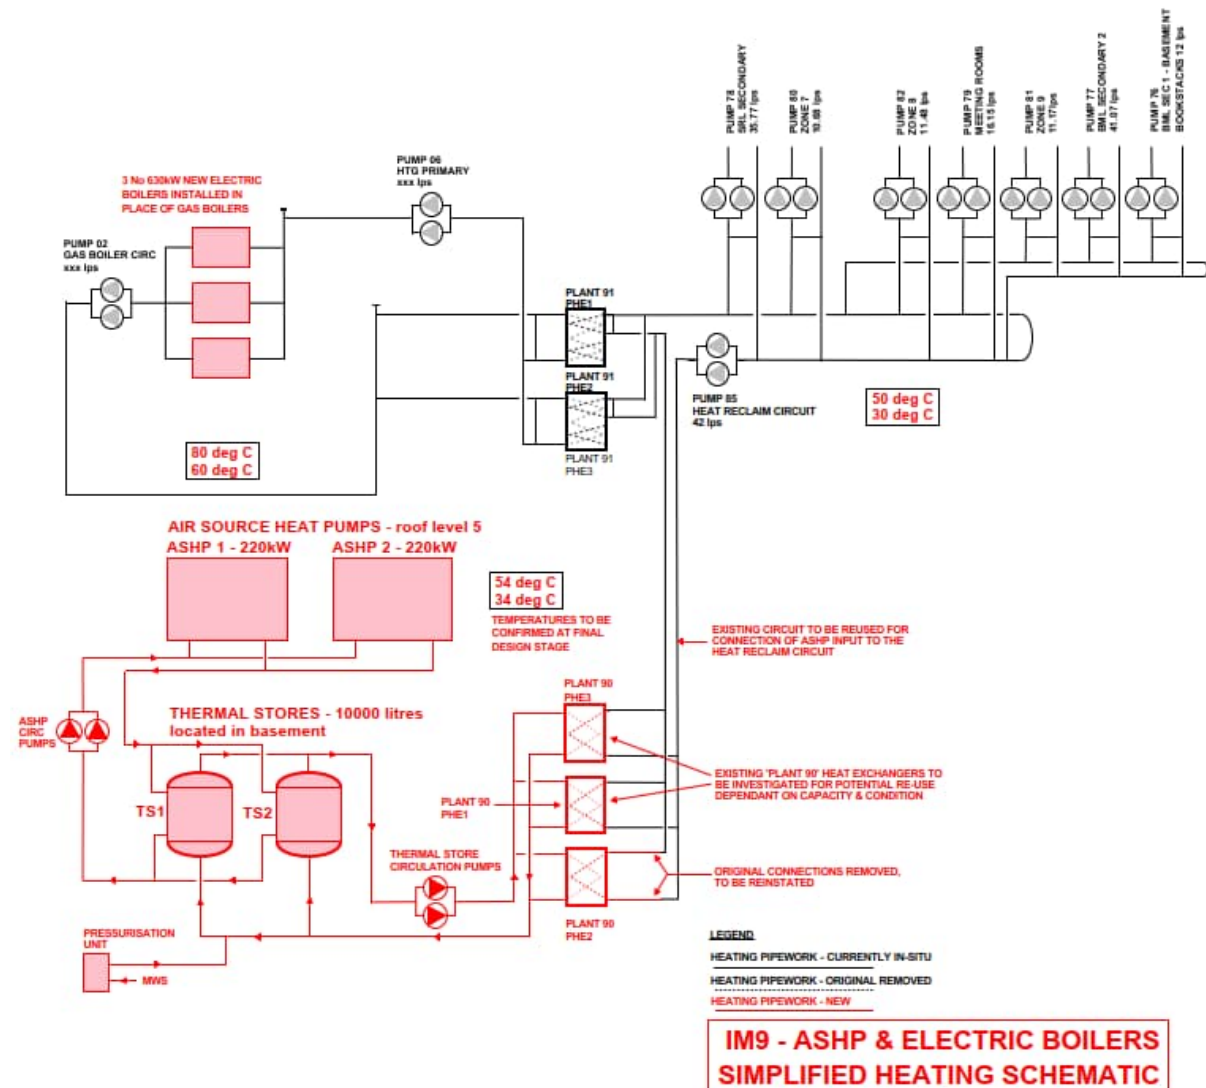 PUMP 78
SRL SECONDARY
35.77 lps
PUMP 80
ZONE 7
10.68 lps
PUMP 82
ZONE 8
11.48 lps
PUMP 79
MEETING ROOMS
16.15 lps
PUMP 81
ZONE 9
11.17lps
PUMP 77
BML SECONDARY 2
41.07 lps
PUMP 76
BML SEC 1 - BASEMENT
BOOKSTACKS 12 lps
3 No 630kW NEW ELECTRIC
BOILERS INSTALLED IN
PLACE OF GAS BOILERS
PUMP 06
HTG PRIMARY
xxx lps
PUMP 02
GAS BOILER CIRC
xxx lps
PLANT 91
PHE1
PLANT 91
PHE2
PLANT 91
PHE3
PUMP 85
HEAT RECLAIM CIRCUIT
42 lps
50 deg C
30 deg C
80 deg C
60 deg C
AIR SOURCE HEAT PUMPS - roof level 5
ASHP 1 - 220kW
ASHP 2 - 220kW
54 deg C
34 deg C
TEMPERATURES TO BE
CONFIRMED AT FINAL
DESIGN STAGE
EXISTING CIRCUIT TO BE REUSED FOR
CONNECTION OF ASHP INPUT TO THE
HEAT RECLAIM CIRCUIT
ASHP
CIRC
PUMPS
THERMAL STORES - 10000 litres
located in basement
TS1
TS2
PLANT 90
PHE3
PLANT 90
PHE1
EXISTING 'PLANT 90' HEAT EXCHANGERS TO
BE INVESTIGATED FOR POTENTIAL RE-USE
DEPENDANT ON CAPACITY & CONDITION
THERMAL STORE
CIRCULATION PUMPS
ORIGINAL CONNECTIONS REMOVED,
TO BE REINSTATED
PLANT 90
PHE2
PRESSURISATION
UNIT
MWS
LEGEND
HEATING PIPEWORK - CURRENTLY IN-SITU
HEATING PIPEWORK - ORIGINAL REMOVED
HEATING PIPEWORK - NEW
IM9 - ASHP & ELECTRIC BOILERS
SIMPLIFIED HEATING SCHEMATIC